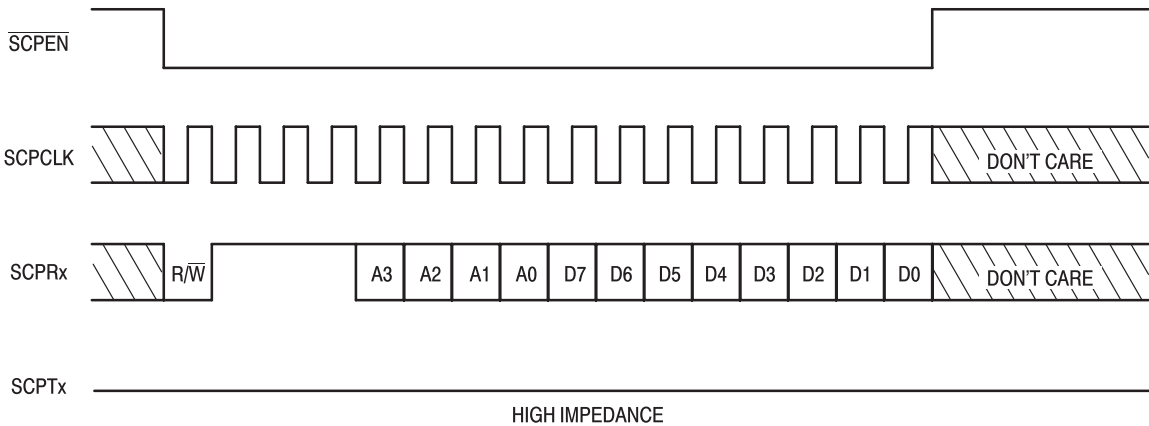 SCPEN
SCPCLK
DON'T CARE
SCPRx
R/W A3 A2 A1 A0 D7 D6 D5 D4 D3 D2 D1 D0 DON'T CARE
SCPTx
HIGH IMPEDANCE